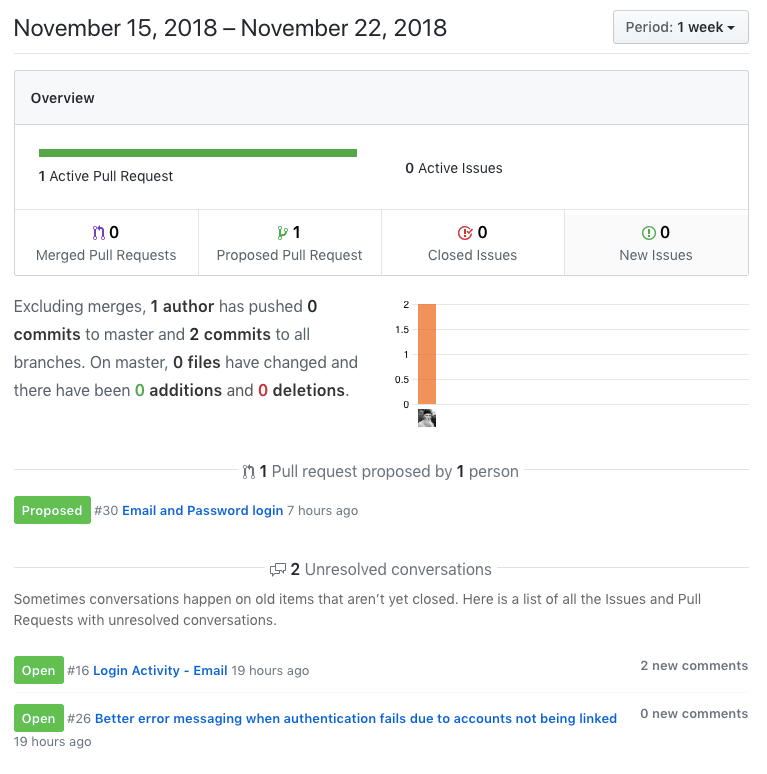 November 15, 2018 – November 22, 2018
Period: 1 week
Overview
1 Active Pull Request
0 Active Issues
0
Merged Pull Requests
1
Proposed Pull Request
0
Closed Issues
0
New Issues
Excluding merges, 1 author has pushed 0
commits to master and 2 commits to all
branches. On master, 0 files have changed and
there have been 0 additions and 0 deletions.
2
1.5
1
0.5
0
1 Pull request proposed by 1 person
Proposed #30 Email and Password login 7 hours ago
2 Unresolved conversations
Sometimes conversations happen on old items that aren’t yet closed. Here is a list of all the Issues and Pull
Requests with unresolved conversations.
Open #16 Login Activity - Email 19 hours ago
2 new comments
Open #26 Better error messaging when authentication fails due to accounts not being linked
19 hours ago
0 new comments